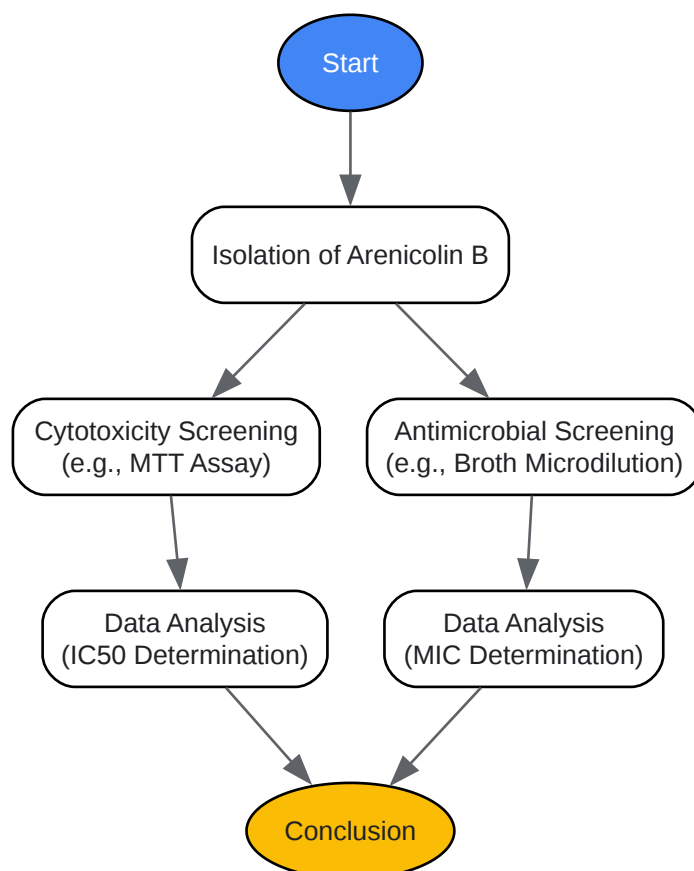 Start
Isolation of Arenicolin B
Cytotoxicity Screening
(e.g., MTT Assay)
Antimicrobial Screening
(e.g., Broth Microdilution)
Data Analysis
(IC50 Determination)
Data Analysis
(MIC Determination)
Conclusion